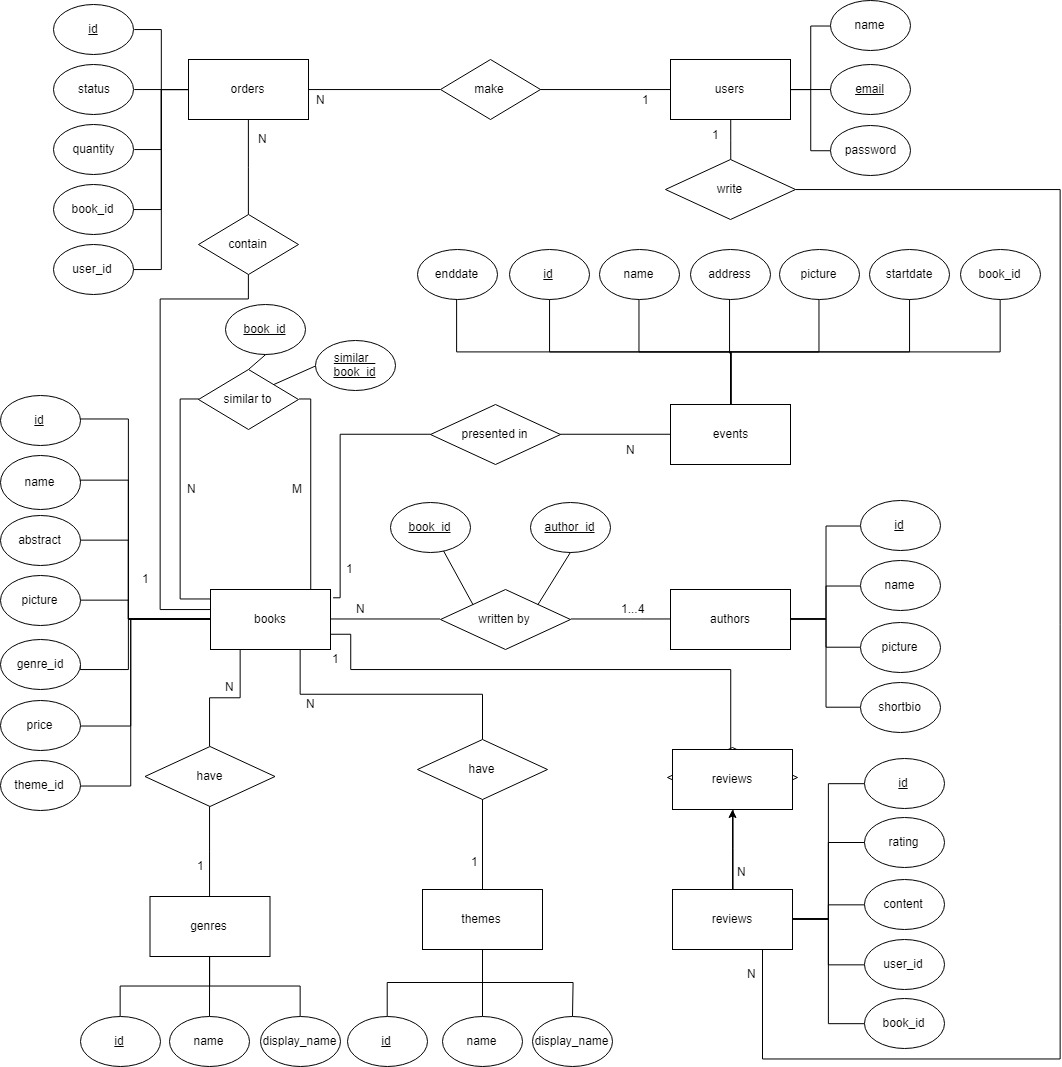 id
name
orders
make
users
status
email
N
1
quantity
N
1
password
book_id
write
contain
user_id
enddate
id
name
address
picture
startdate
book_id
book_id
similar_
book_id
similar to
id
presented in
events
N
name
N
M
book_id
author_id
id
abstract
1
1
name
picture
N
1...4
books
written by
authors
picture
genre_id
1
N
N
shortbio
price
have
have
reviews
id
theme_id
rating
1
1
N
content
genres
themes
reviews
user_id
N
book_id
id
name
display_name
id
name
display_name